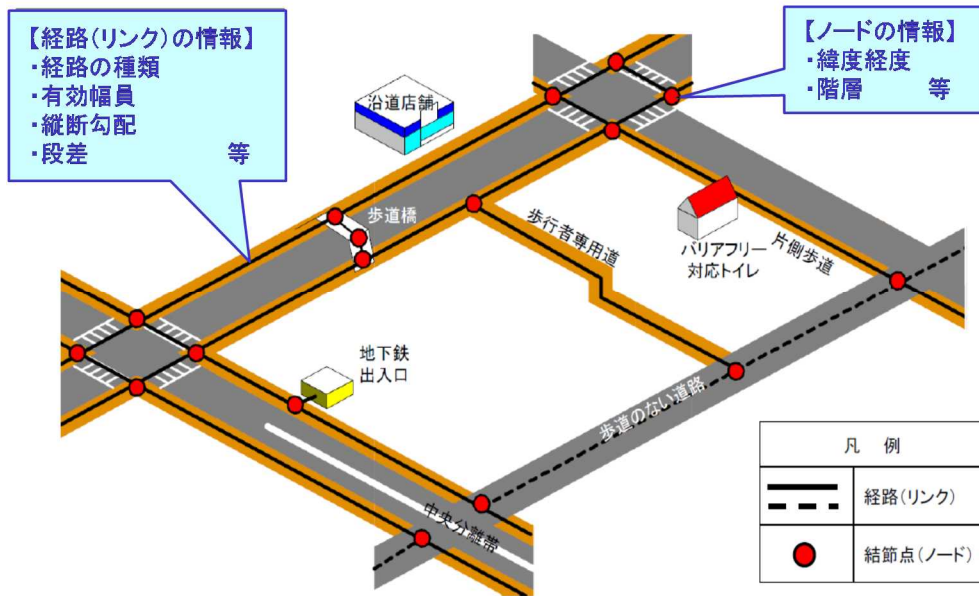 【経路(リンク)の情報】
・経路の種類
・有効幅員
・縦断勾配
・段差 等
【ノードの情報】
・緯度経度
・階層 等
沿道店舗
歩道橋
歩行者専用道
バリアフリー
対応トイレ
片側歩道
地下鉄
出入口
歩道のない道路
中央分離帯
凡 例
経路(リンク)
結節点(ノード)